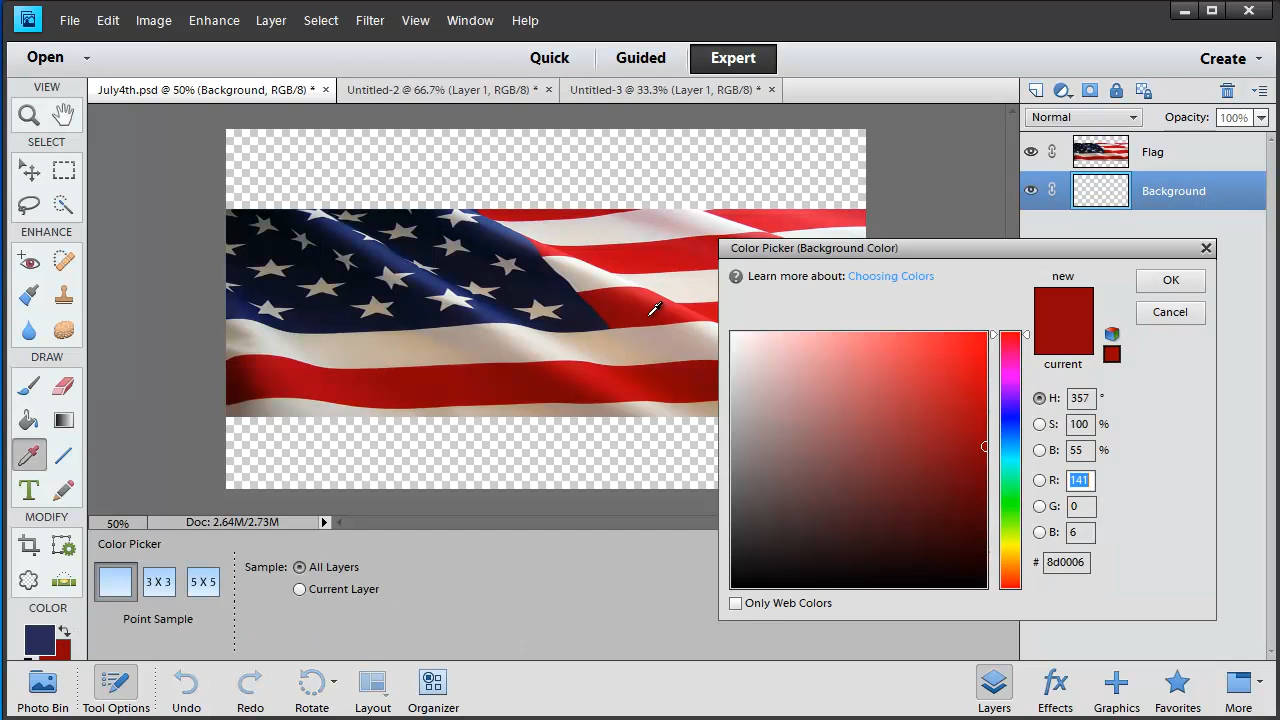 File Edit Image Enhance Layer Select Filter View Window Help
Open Quick Guided Expert Create
VIEW
July4th.psd @ 50% (Background, RGB/8) * × Untitled-2 @ 66.7% (Layer 1, RGB/8) * × Untitled-3 @ 33.3% (Layer 1, RGB/8) * ×
Normal Opacity: 100%
SELECT
Flag
Background
ENHANCE
Color Picker (Background Color)
? Learn more about: Choosing Colors
new
OK
Cancel
DRAW
current
H: 357 °
S: 100 %
B: 55 %
R: 141
G: 0
B: 6
# 8d0006
Only Web Colors
T
MODIFY
50% Doc: 2.64M/2.73M
Color Picker
3 X 3 5 X 5
Point Sample
Sample: All Layers
Current Layer
COLOR
Photo Bin Tool Options Undo Redo Rotate Layout Organizer Layers Effects Graphics Favorites More
fx